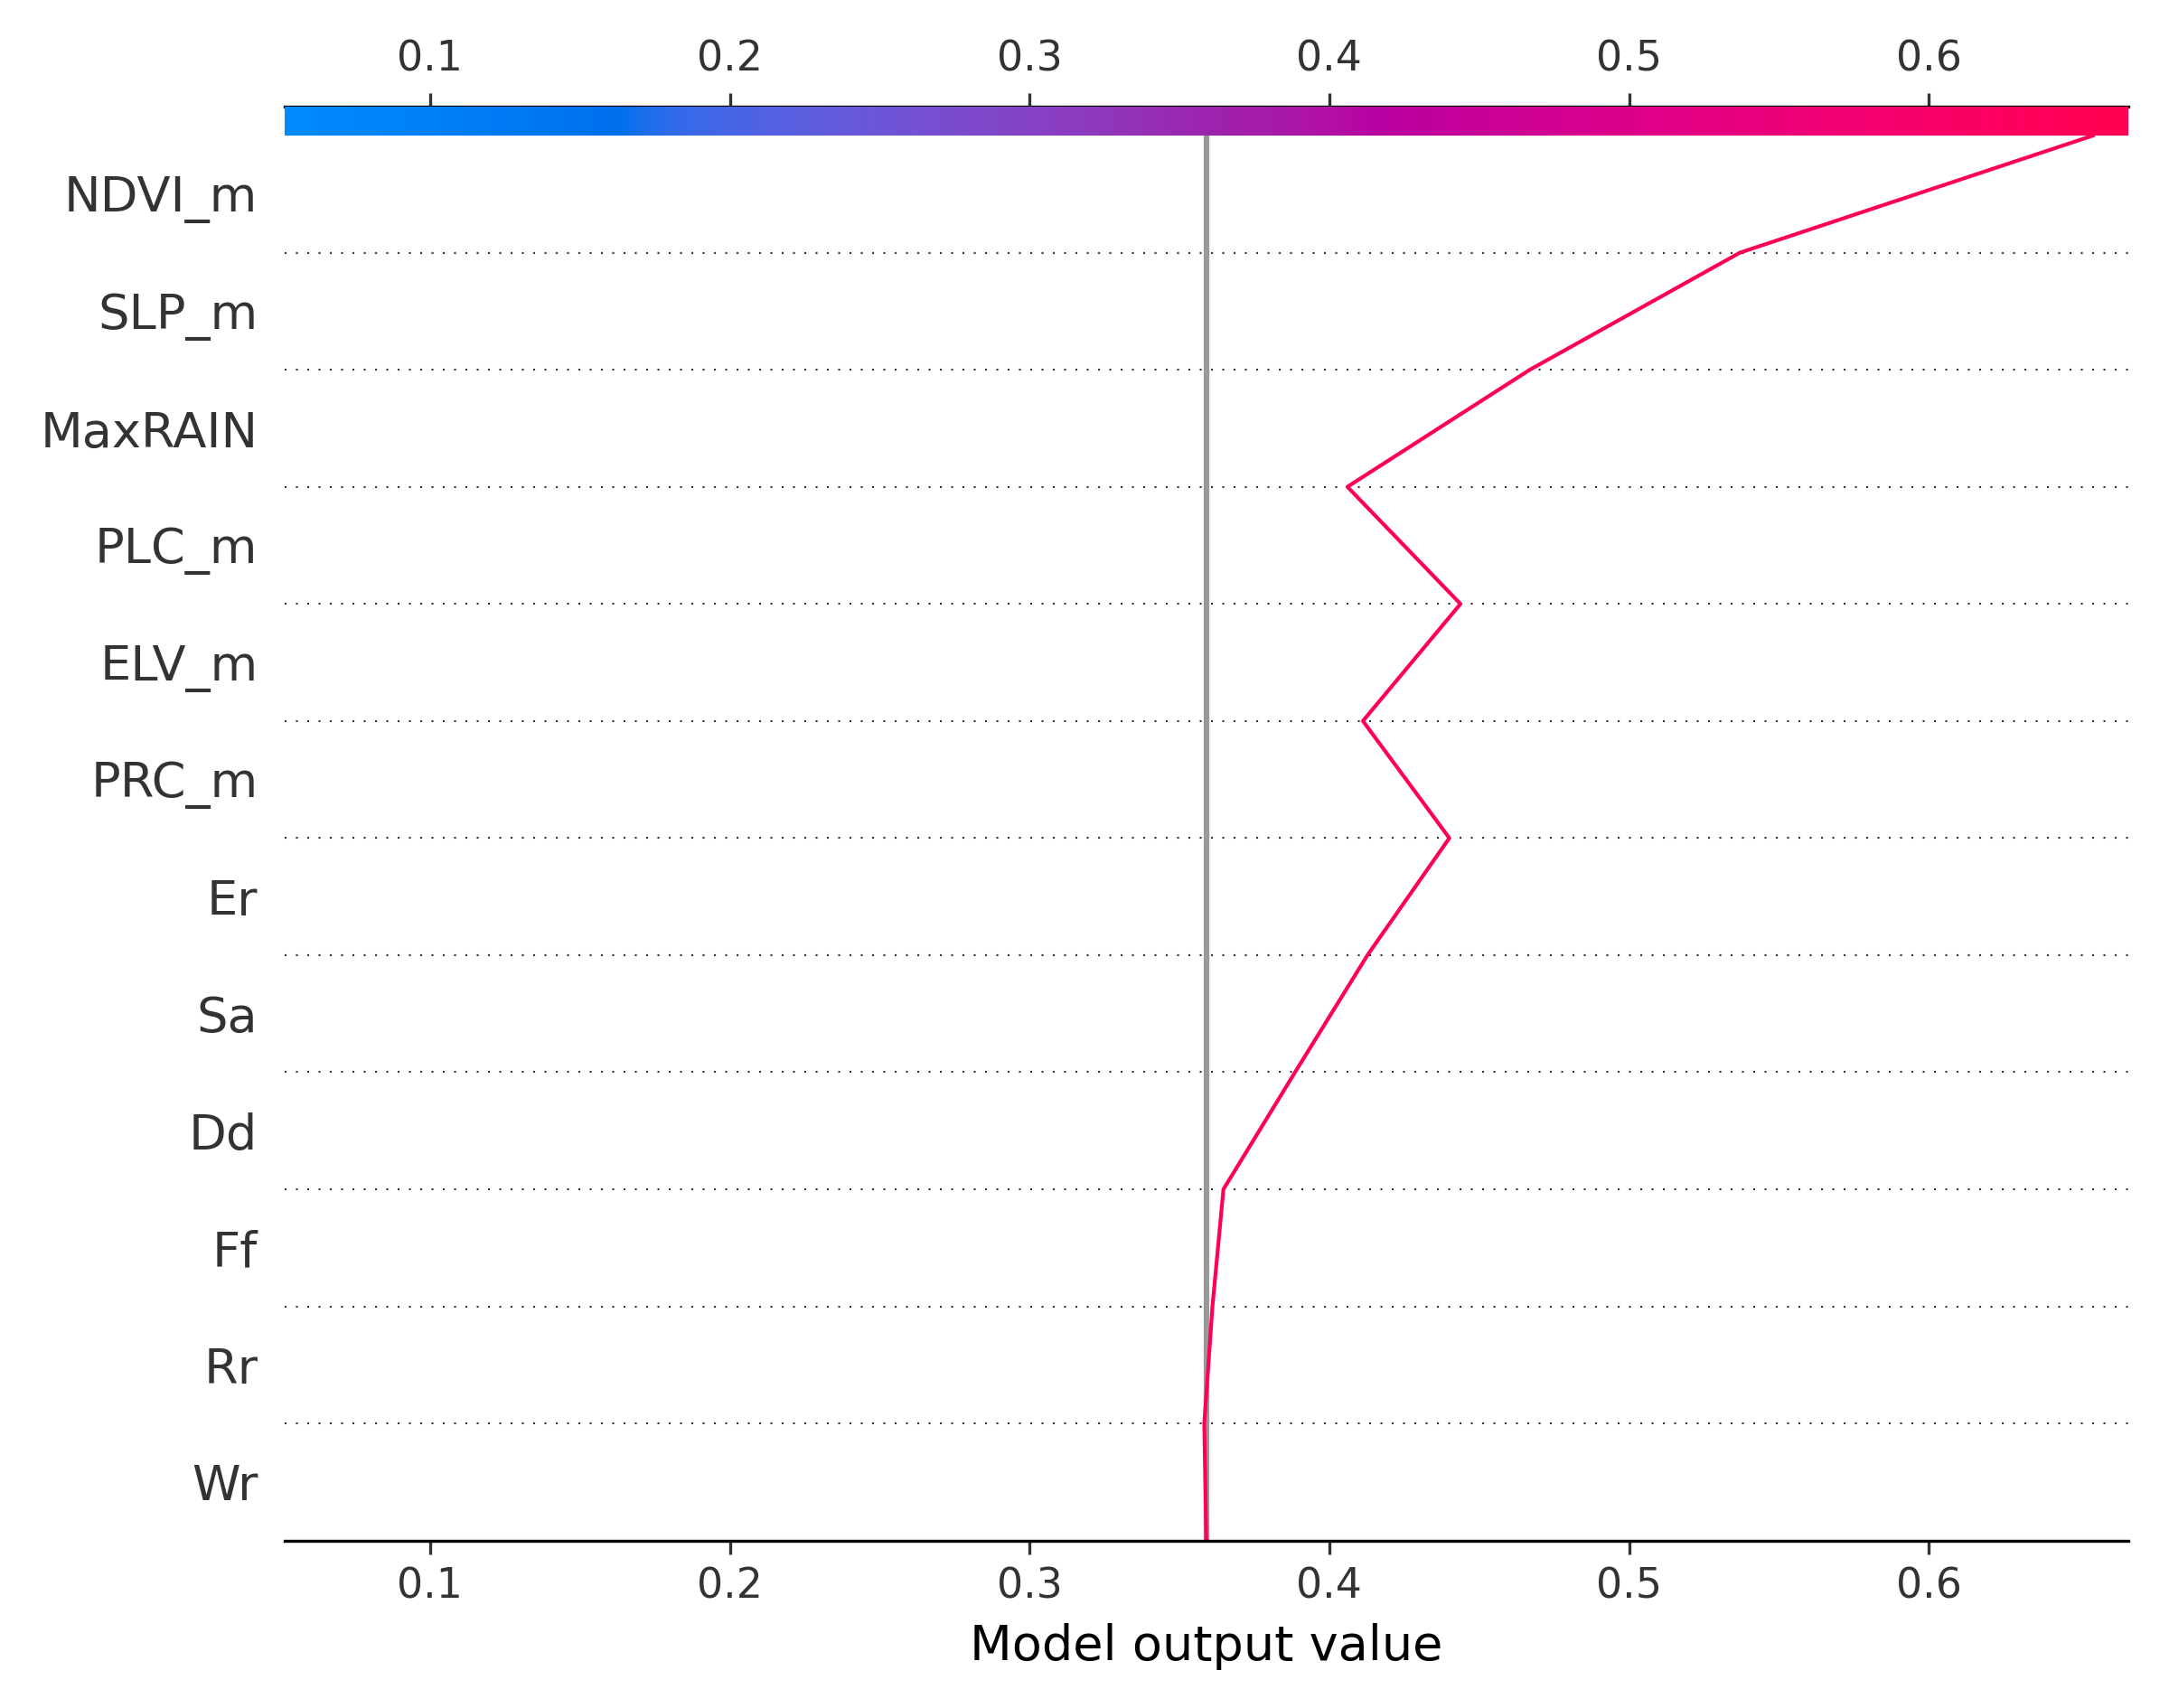 0.1 0.2 0.3 0.4 0.5 0.6
NDVI_m
SLP_m
MaxRAIN
PLC_m
ELV_m
PRC_m
Er
Sa
Dd
Ff
Rr
Wr
0.1 0.2 0.3 0.4 0.5 0.6
Model output value